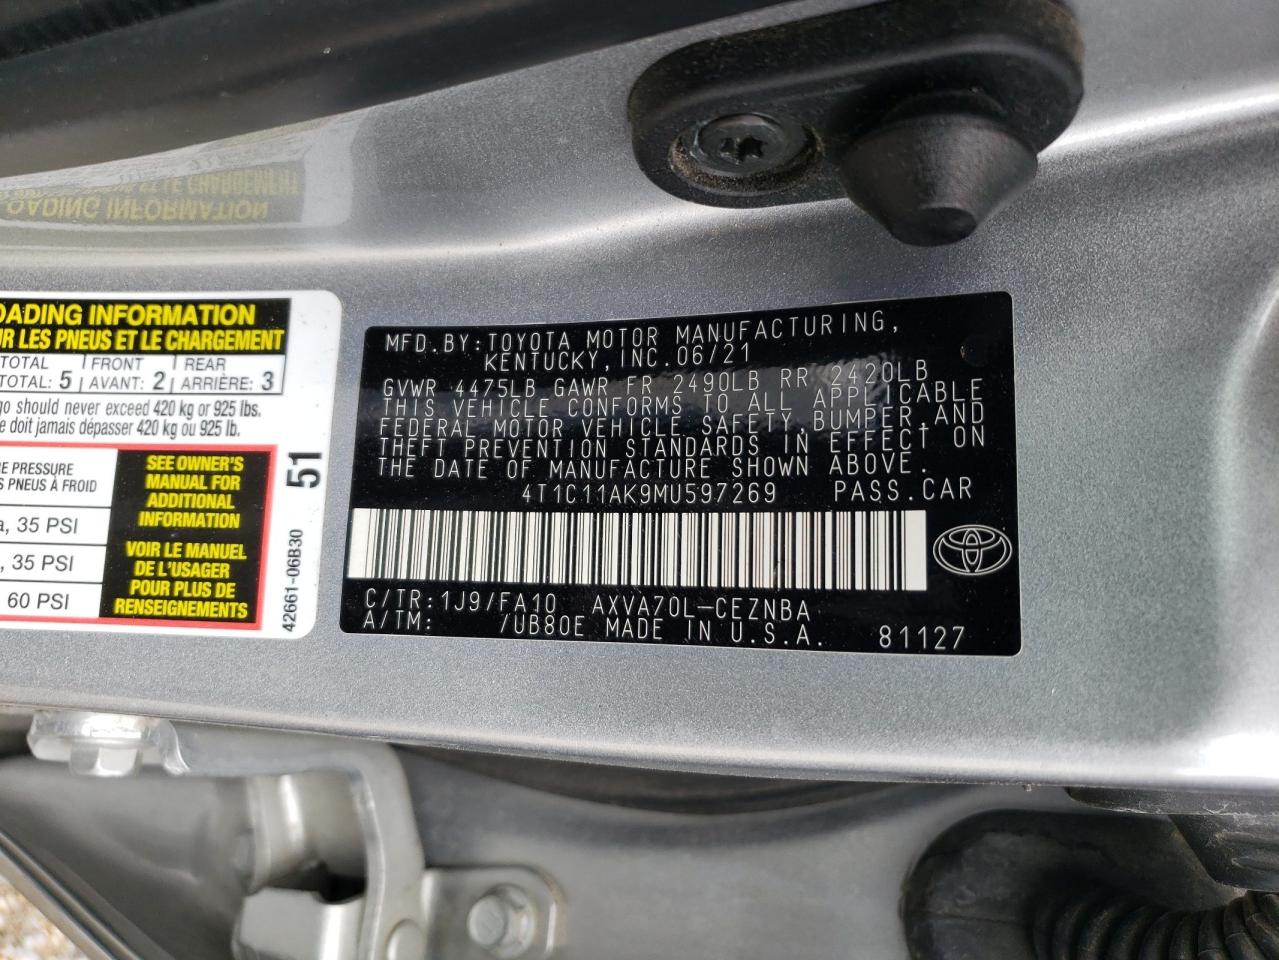 OADING INFORMATION
R LES PNEUS ET LE CHARGEMENT
TOTAL FRONT REAR
TOTAL: 5 AVANT: 2 ARRIÈRE: 3
go should never exceed 420 kg or 925 lbs.
e doit jamais dépasser 420 kg ou 925 lb.
PRESSURE
PNEUS À FROID
35 PSI
35 PSI
60 PSI
SEE OWNER'S
MANUAL FOR
ADDITIONAL
INFORMATION
VOIR LE MANUEL
DE L'USAGER
POUR PLUS DE
RENSEIGNEMENTS
51
42661-06B30
MFD.BY:TOYOTA MOTOR MANUFACTURING,
KENTUCKY, INC.06/21
GVWR 4475LB GAWR FR 2490LB RR 2420LB
THIS VEHICLE CONFORMS TO ALL APPLICABLE
FEDERAL MOTOR VEHICLE SAFETY,BUMPER,AND
THEFT PREVENTION STANDARDS IN EFFECT ON
THE DATE OF MANUFACTURE SHOWN ABOVE.
4T1C11AK9MU597269 PASS.CAR
C/TR:1J9/FA10 AXVA70L-CEZNBA
A/TM: /UB80E MADE IN U.S.A. 81127